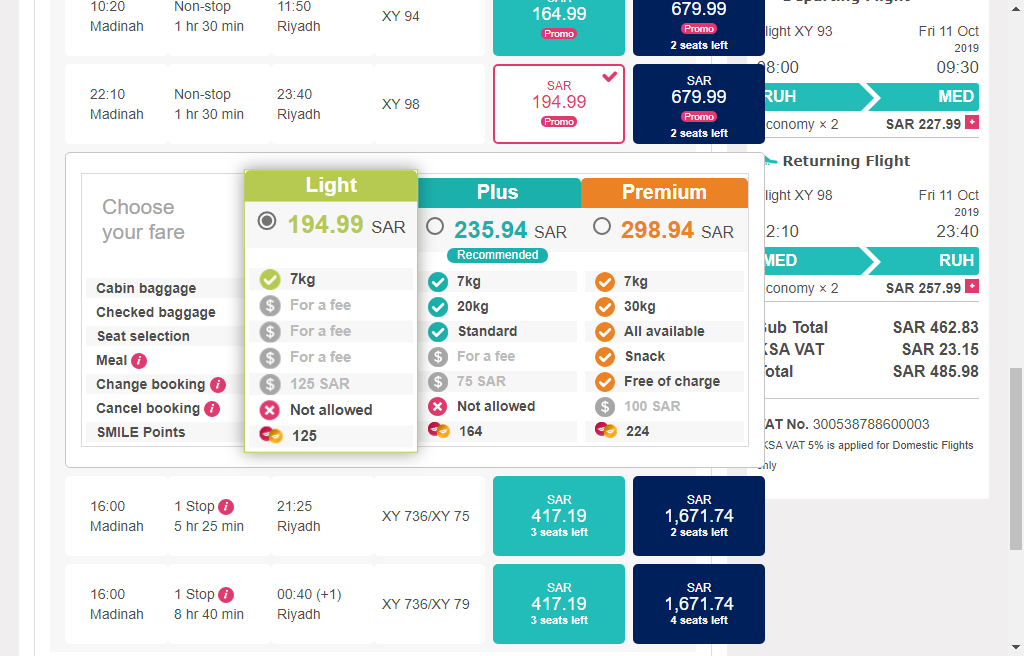 10:20
Madinah
Non-stop
1 hr 30 min
11:50
Riyadh
XY 94
164.99
Promo
679.99
Promo
2 seats left
22:10
Madinah
Non-stop
1 hr 30 min
23:40
Riyadh
XY 98
SAR
194.99
Promo
SAR
679.99
Promo
2 seats left
Choose
your fare
Cabin baggage
Checked baggage
Seat selection
Meal i
Change booking i
Cancel booking i
SMILE Points
Light
194.99 SAR
7kg
$ For a fee
$ For a fee
$ For a fee
$ 125 SAR
Not allowed
125
Plus
235.94 SAR
Recommended
7kg
20kg
Standard
$ For a fee
$ 75 SAR
Not allowed
164
Premium
298.94 SAR
7kg
30kg
All available
Snack
Free of charge
$ 100 SAR
224
16:00
Madinah
1 Stop i
5 hr 25 min
21:25
Riyadh
XY 736/XY 75
SAR
417.19
3 seats left
SAR
1,671.74
2 seats left
16:00
Madinah
1 Stop i
8 hr 40 min
00:40 (+1)
Riyadh
XY 736/XY 79
SAR
417.19
3 seats left
SAR
1,671.74
4 seats left
light XY 93
Fri 11 Oct
2019
08:00
09:30
RUH
MED
conomy × 2
SAR 227.99 +
Returning Flight
light XY 98
Fri 11 Oct
2019
2:10
23:40
MED
RUH
conomy × 2
SAR 257.99 +
ub Total
SAR 462.83
KSA VAT
SAR 23.15
otal
SAR 485.98
AT No. 300538788600003
KSA VAT 5% is applied for Domestic Flights
nly